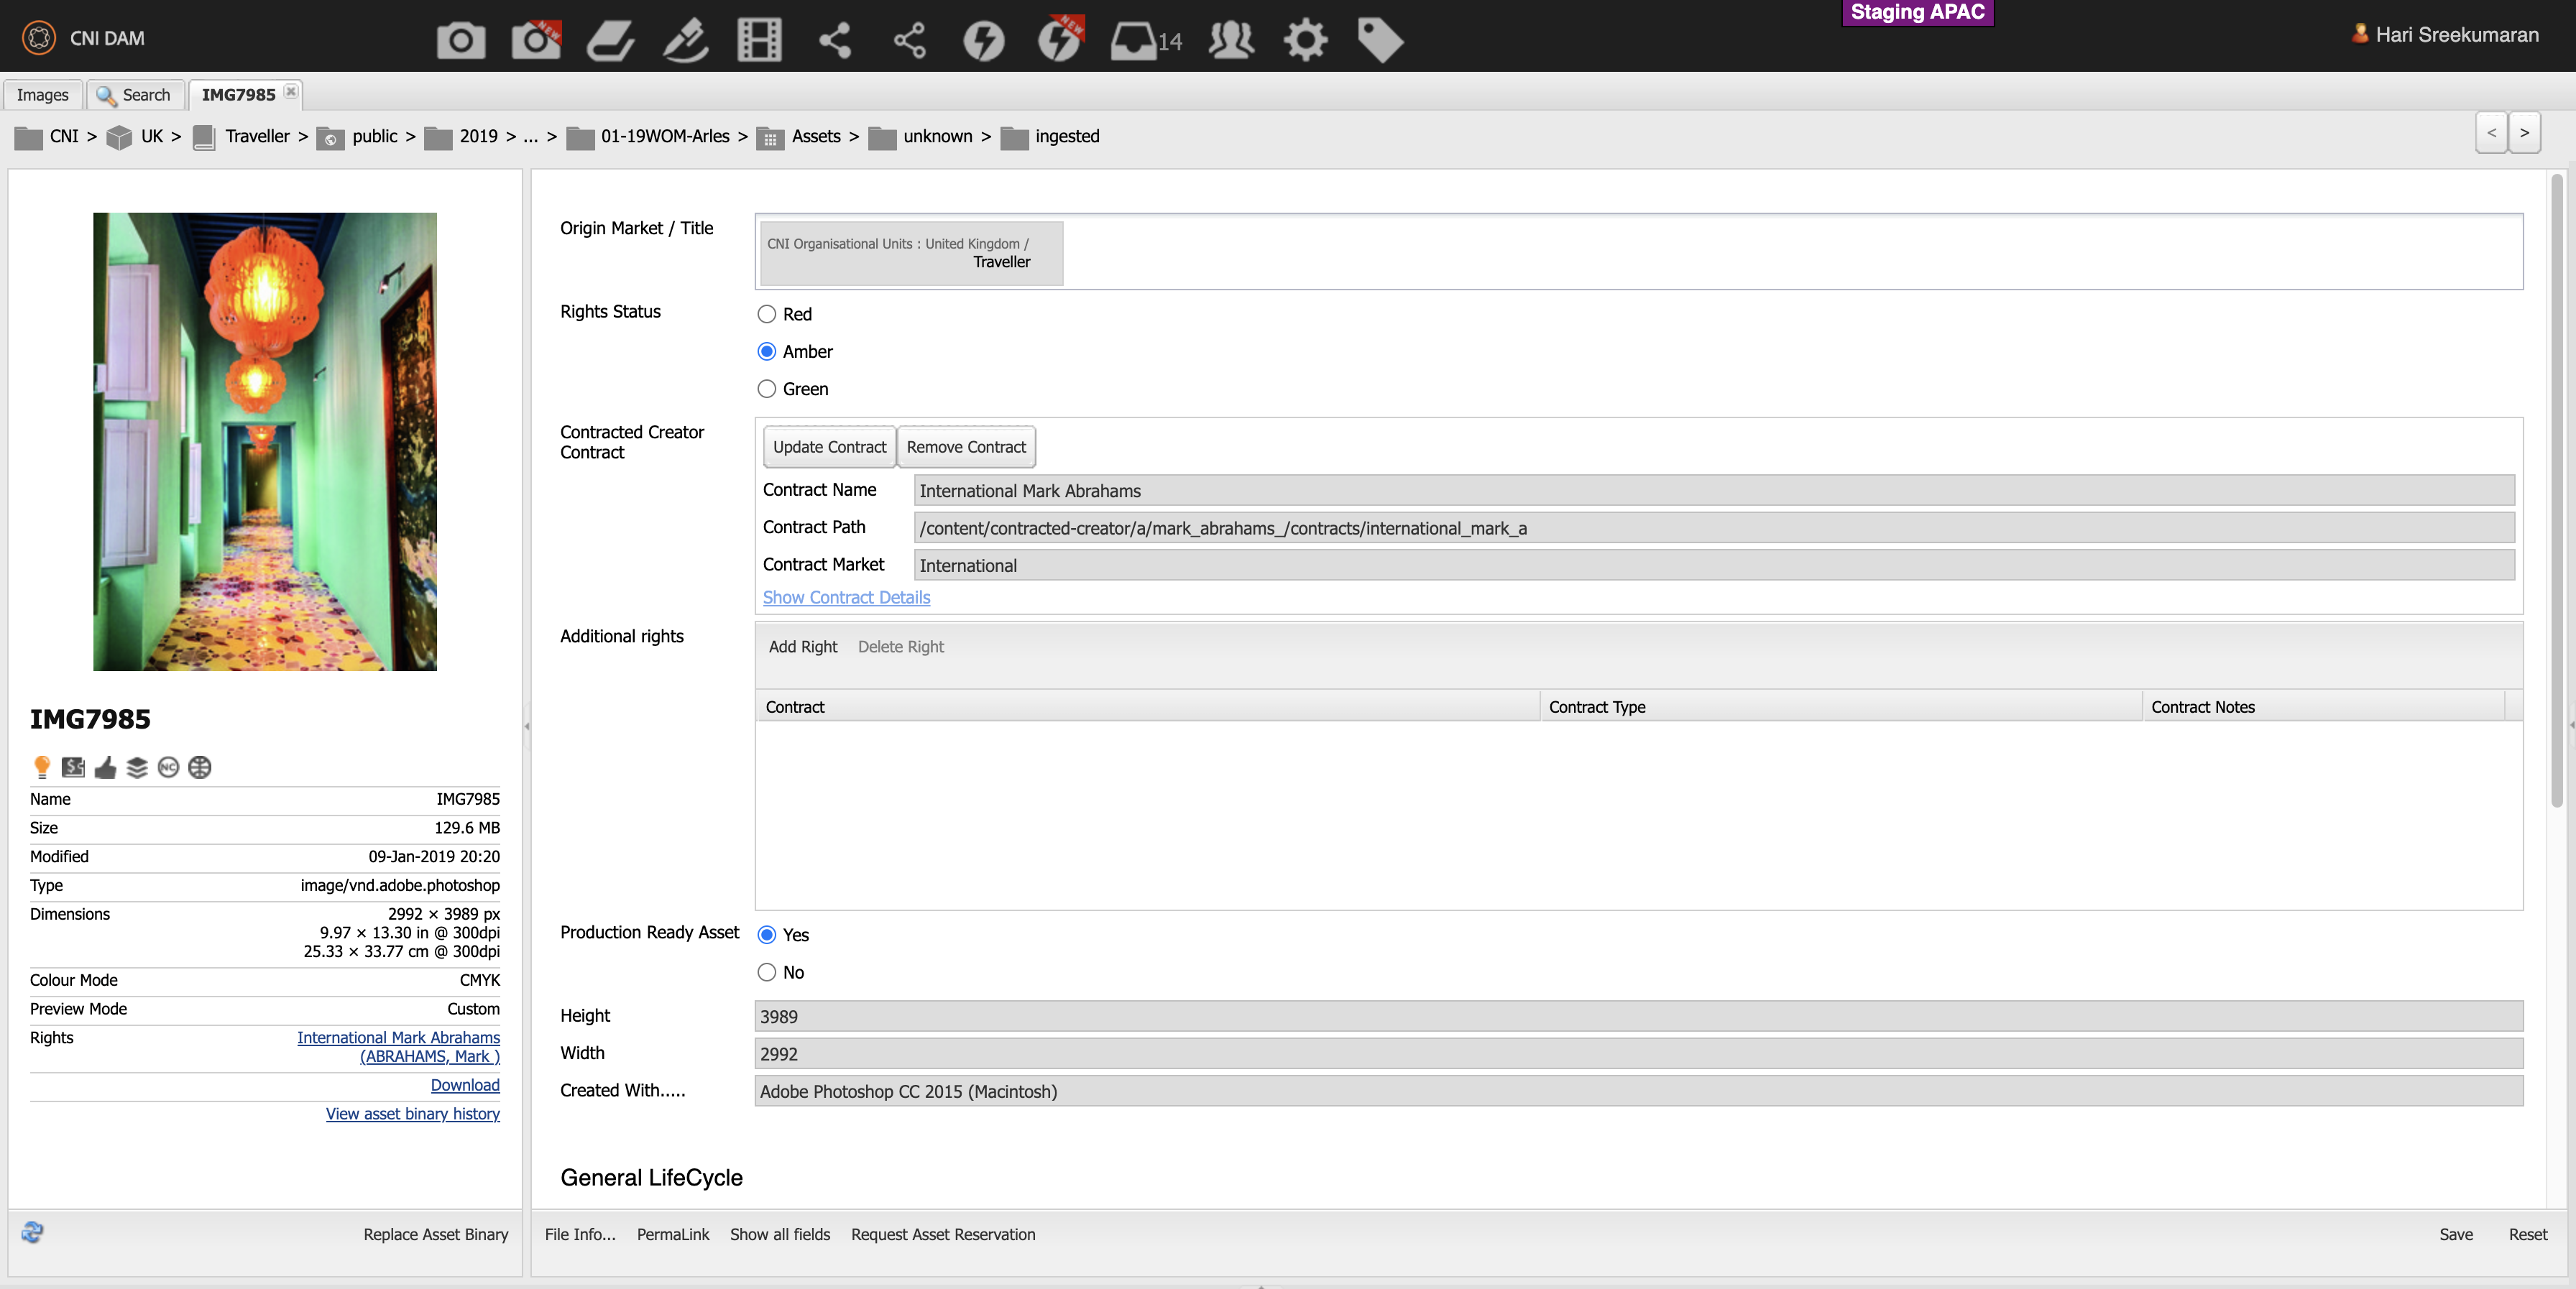 Staging APAC
CNI DAM
NEW
NEW
14
Hari Sreekumaran
Images
Search
IMG7985
CNI > UK > Traveller > public > 2019 > ... > 01-19WOM-Arles > Assets > unknown > ingested
< >
Origin Market / Title
CNI Organisational Units : United Kingdom /
Traveller
Rights Status
Red
Amber
Green
Contracted Creator
Contract
Update Contract
Remove Contract
Contract Name
International Mark Abrahams
Contract Path
/content/contracted-creator/a/mark_abrahams_/contracts/international_mark_a
Contract Market
International
Show Contract Details
Additional rights
Add Right
Delete Right
Contract
Contract Type
Contract Notes
Production Ready Asset
Yes
No
Height
3989
Width
2992
Created With.....
Adobe Photoshop CC 2015 (Macintosh)
General LifeCycle
IMG7985
$
NC
Name
IMG7985
Size
129.6 MB
Modified
09-Jan-2019 20:20
Type
image/vnd.adobe.photoshop
Dimensions
2992 × 3989 px
9.97 × 13.30 in @ 300dpi
25.33 × 33.77 cm @ 300dpi
Colour Mode
CMYK
Preview Mode
Custom
Rights
International Mark Abrahams
(ABRAHAMS, Mark )
Download
View asset binary history
Replace Asset Binary
File Info...
PermaLink
Show all fields
Request Asset Reservation
Save
Reset